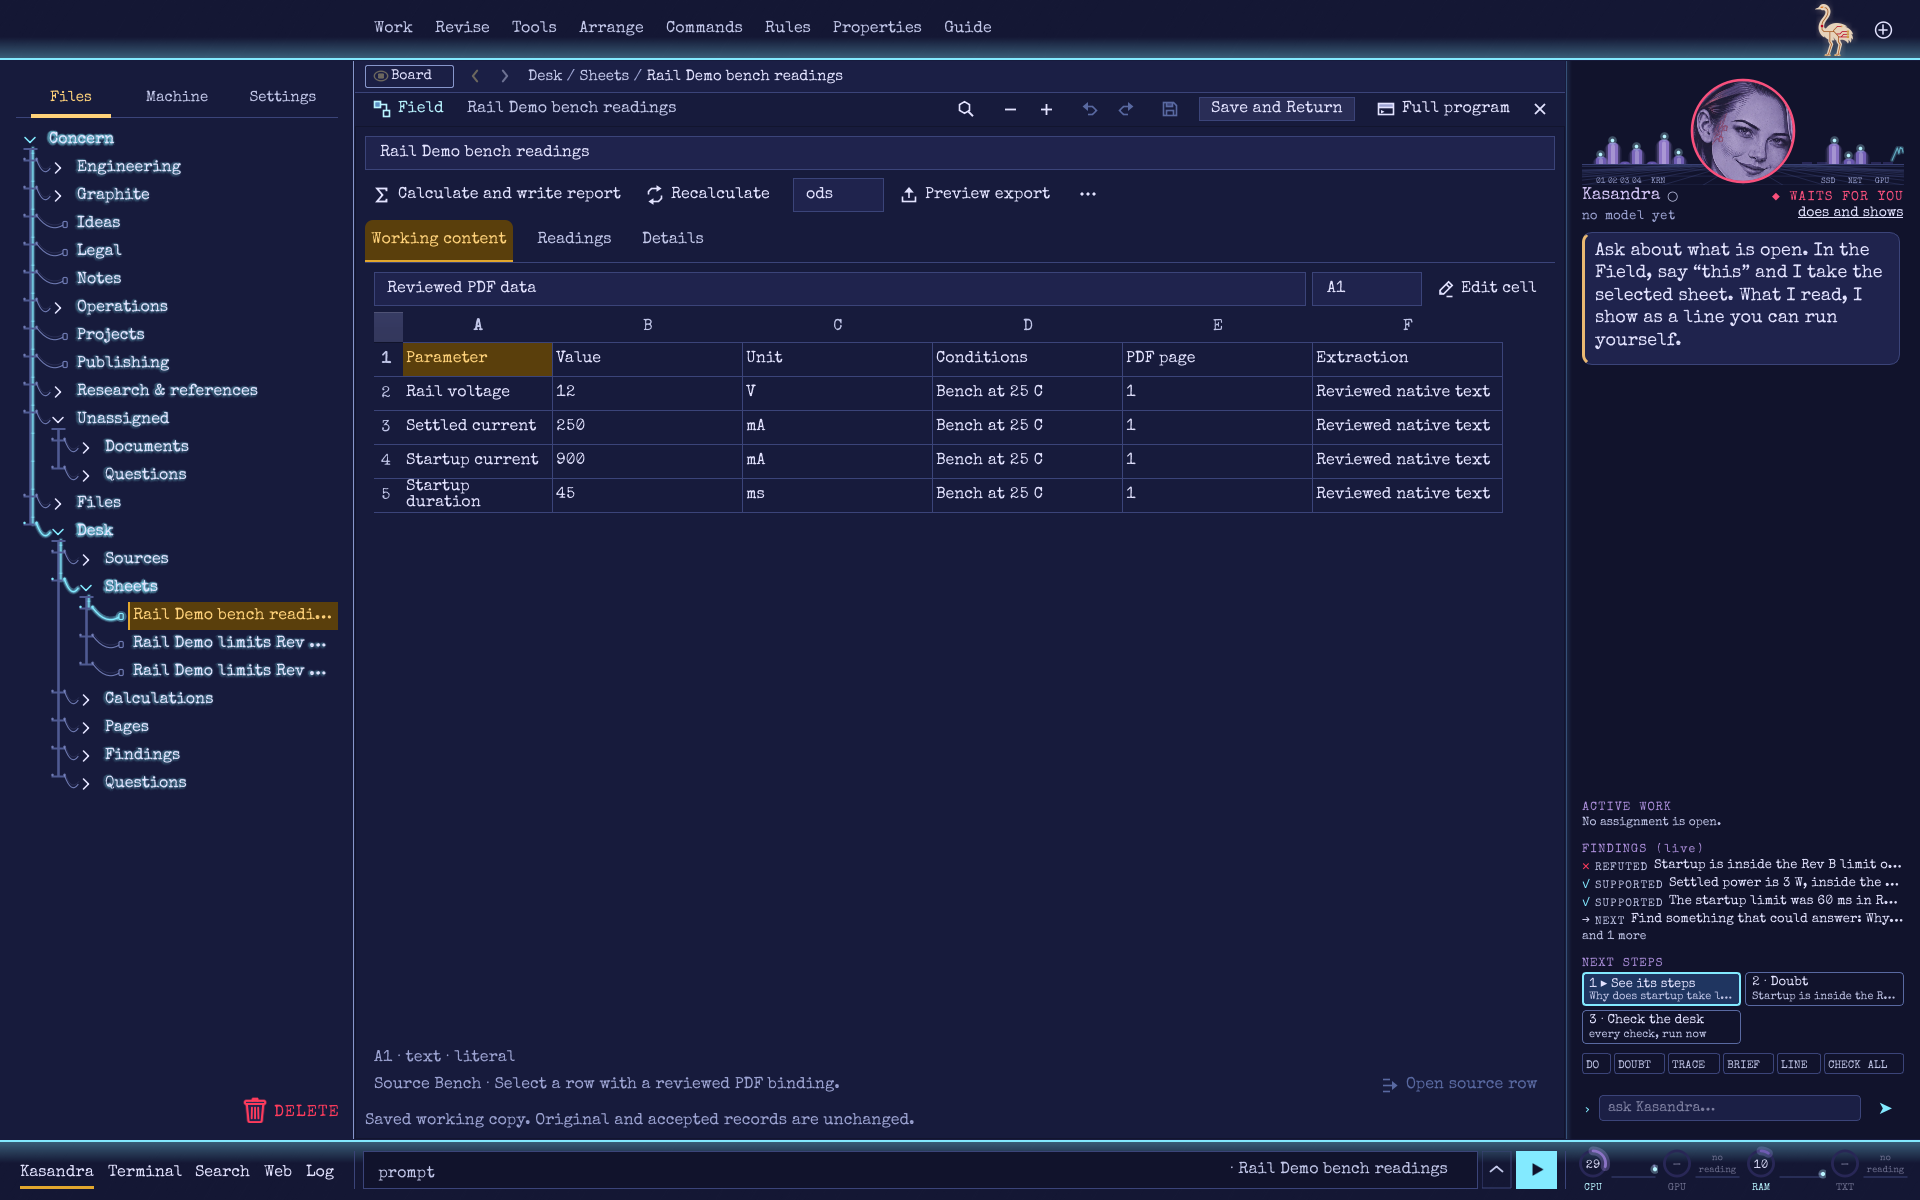 Work Revise Tools Arrange Commands Rules Properties Guide
Files Machine Settings
Concern
Engineering
Graphite
Ideas
Legal
Notes
Operations
Projects
Publishing
Research & references
Unassigned
Documents
Questions
Files
Desk
Sources
Sheets
Rail Demo bench readi...
Rail Demo limits Rev ...
Rail Demo limits Rev ...
Calculations
Pages
Findings
Questions
DELETE
Board Desk / Sheets / Rail Demo bench readings
Field Rail Demo bench readings Save and Return Full program
Rail Demo bench readings
Calculate and write report Recalculate ods Preview export ...
Working content Readings Details
Reviewed PDF data A1 Edit cell
A B C D E F
1 Parameter Value Unit Conditions PDF page Extraction
2 Rail voltage 12 V Bench at 25 C 1 Reviewed native text
3 Settled current 250 mA Bench at 25 C 1 Reviewed native text
4 Startup current 900 mA Bench at 25 C 1 Reviewed native text
5 Startup duration 45 ms Bench at 25 C 1 Reviewed native text
A1 · text · literal
Source Bench · Select a row with a reviewed PDF binding. Open source row
Saved working copy. Original and accepted records are unchanged.
01 02 03 04 KRN SSD NET GPU
Kasandra WAITS FOR YOU
no model yet does and shows
Ask about what is open. In the
Field, say “this” and I take the
selected sheet. What I read, I
show as a line you can run
yourself.
ACTIVE WORK
No assignment is open.
FINDINGS (live)
× REFUTED Startup is inside the Rev B limit o...
√ SUPPORTED Settled power is 3 W, inside the ...
√ SUPPORTED The startup limit was 60 ms in R...
→ NEXT Find something that could answer: Why...
and 1 more
NEXT STEPS
1 ▸ See its steps
Why does startup take l...
2 · Doubt
Startup is inside the R...
3 · Check the desk
every check, run now
DO DOUBT TRACE BRIEF LINE CHECK ALL
› ask Kasandra...
Kasandra Terminal Search Web Log
prompt · Rail Demo bench readings
29 CPU
— GPU no reading
10 RAM
— TXT no reading